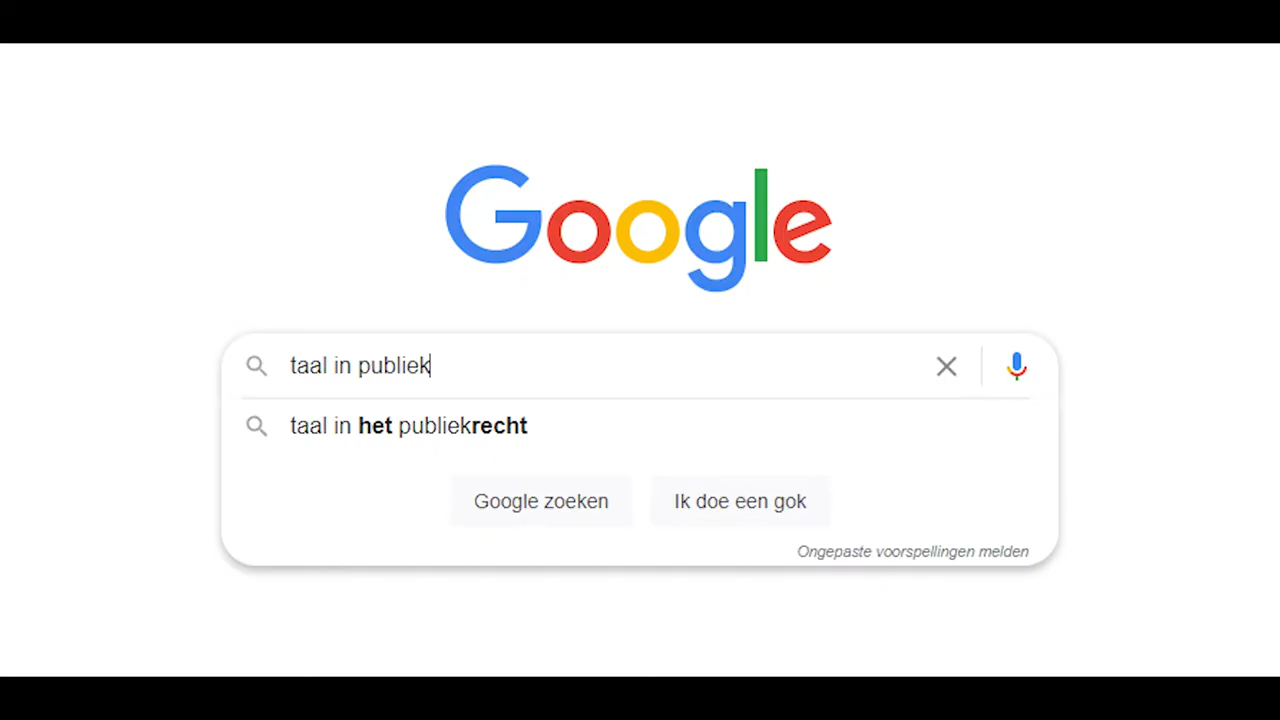 Google
taal in publiek
taal in het publiekrecht
Google zoeken
Ik doe een gok
Ongepaste voorspellingen melden